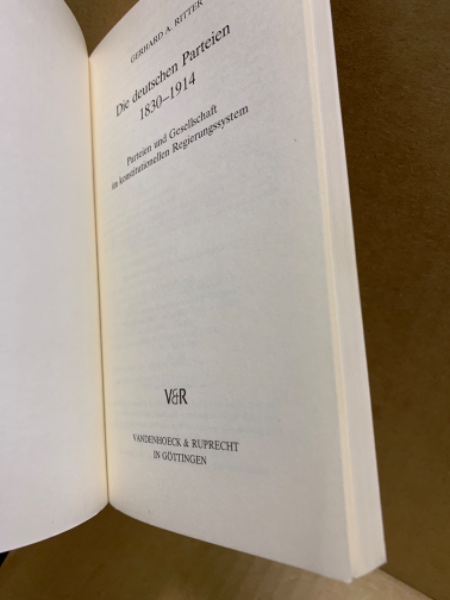 GERHARD A. RITTER
Die deutschen Parteien
1830–1914
Parteien und Gesellschaft
im konstitutionellen Regierungssystem
V&R
VANDENHOECK & RUPRECHT
IN GÖTTINGEN